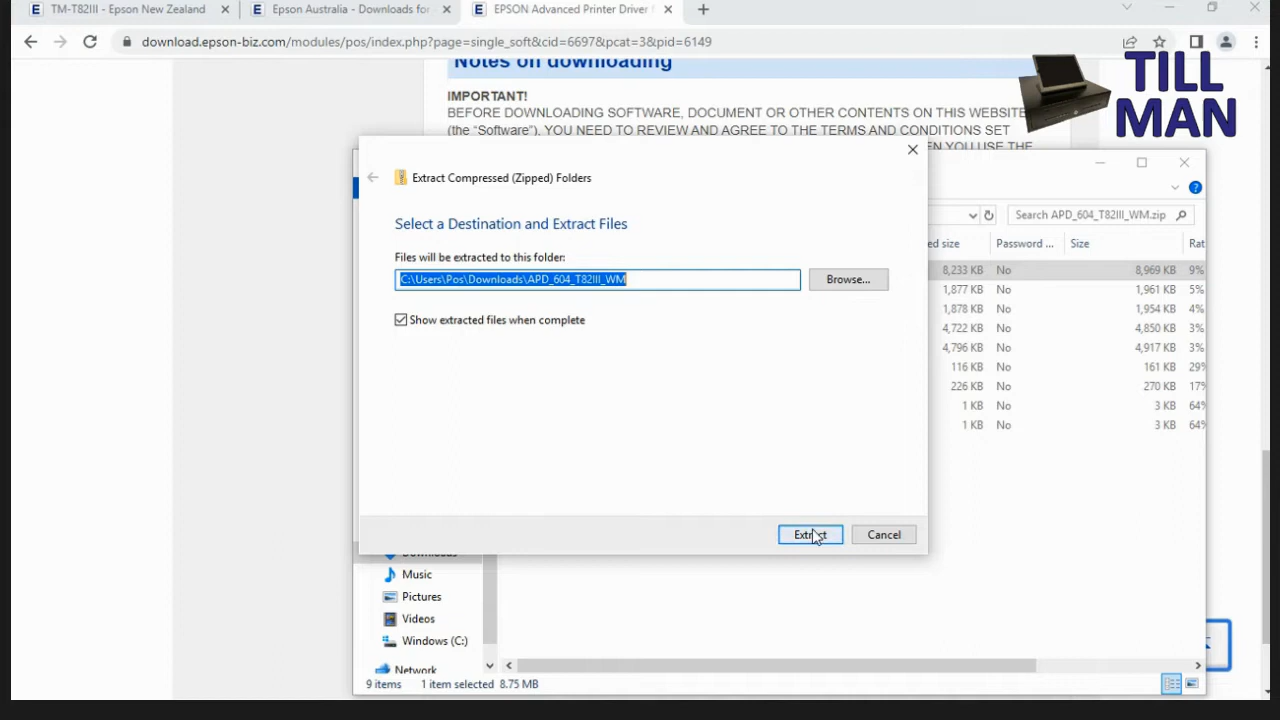 TM-T82III - Epson New Zealand
Epson Australia - Downloads for
EPSON Advanced Printer Driver
download.epson-biz.com/modules/pos/index.php?page=single_soft&cid=6697&pcat=3&pid=6149
TILL
MAN
Notes on downloading
IMPORTANT!
BEFORE DOWNLOADING SOFTWARE, DOCUMENT OR OTHER CONTENTS ON THIS WEBSITE
(the "Software"), YOU NEED TO REVIEW AND AGREE TO THE TERMS AND CONDITIONS SET
USE THE
Extract Compressed (Zipped) Folders
Select a Destination and Extract Files
Files will be extracted to this folder:
C:\Users\Pos\Downloads\APD_604_T82III_WM
Browse...
Show extracted files when complete
Extract
Cancel
Search APD_604_T82III_WM.zip
ed size Password ... Size Rat
8,233 KB No 8,969 KB 9%
1,877 KB No 1,961 KB 5%
1,878 KB No 1,954 KB 4%
4,722 KB No 4,850 KB 3%
4,796 KB No 4,917 KB 3%
116 KB No 161 KB 29%
226 KB No 270 KB 17%
1 KB No 3 KB 64%
1 KB No 3 KB 64%
Downloads
Music
Pictures
Videos
Windows (C:)
Network
9 items 1 item selected 8.75 MB